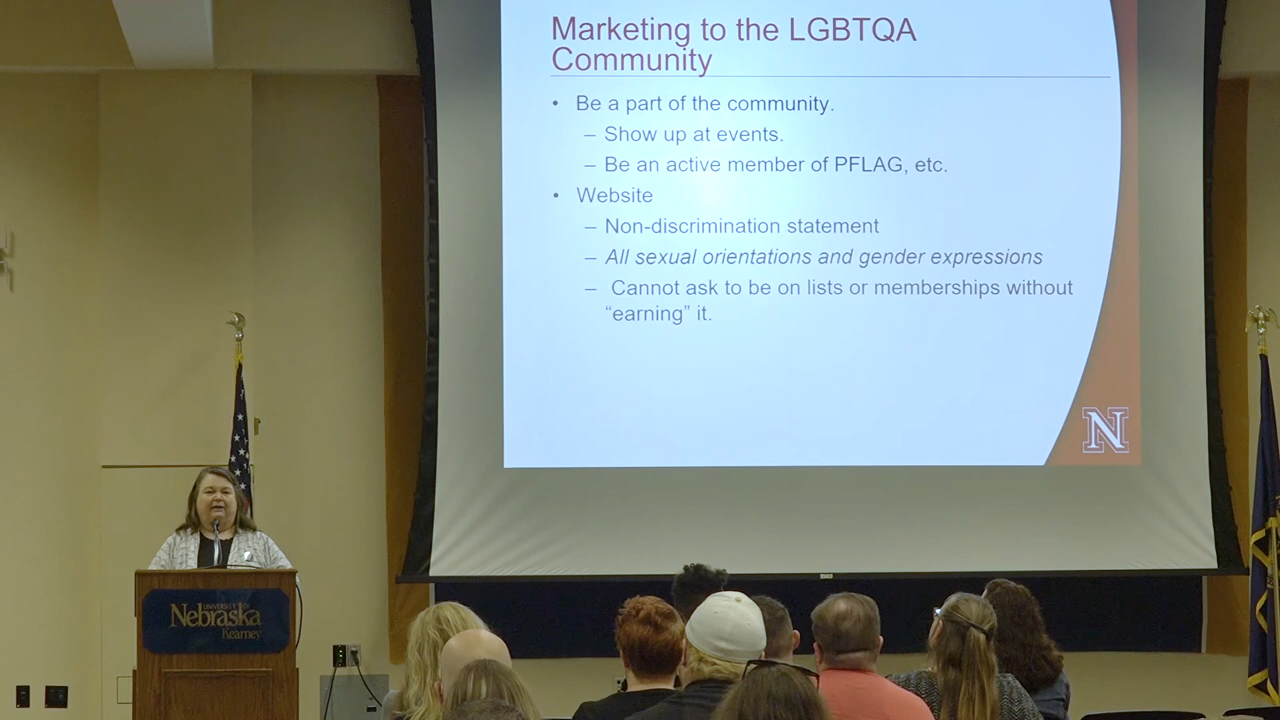 Marketing to the LGBTQA
Community
• Be a part of the community.
– Show up at events.
– Be an active member of PFLAG, etc.
• Website
– Non-discrimination statement
– All sexual orientations and gender expressions
– Cannot ask to be on lists or memberships without
“earning” it.
N
UNIVERSITY OF
Nebraska
Kearney